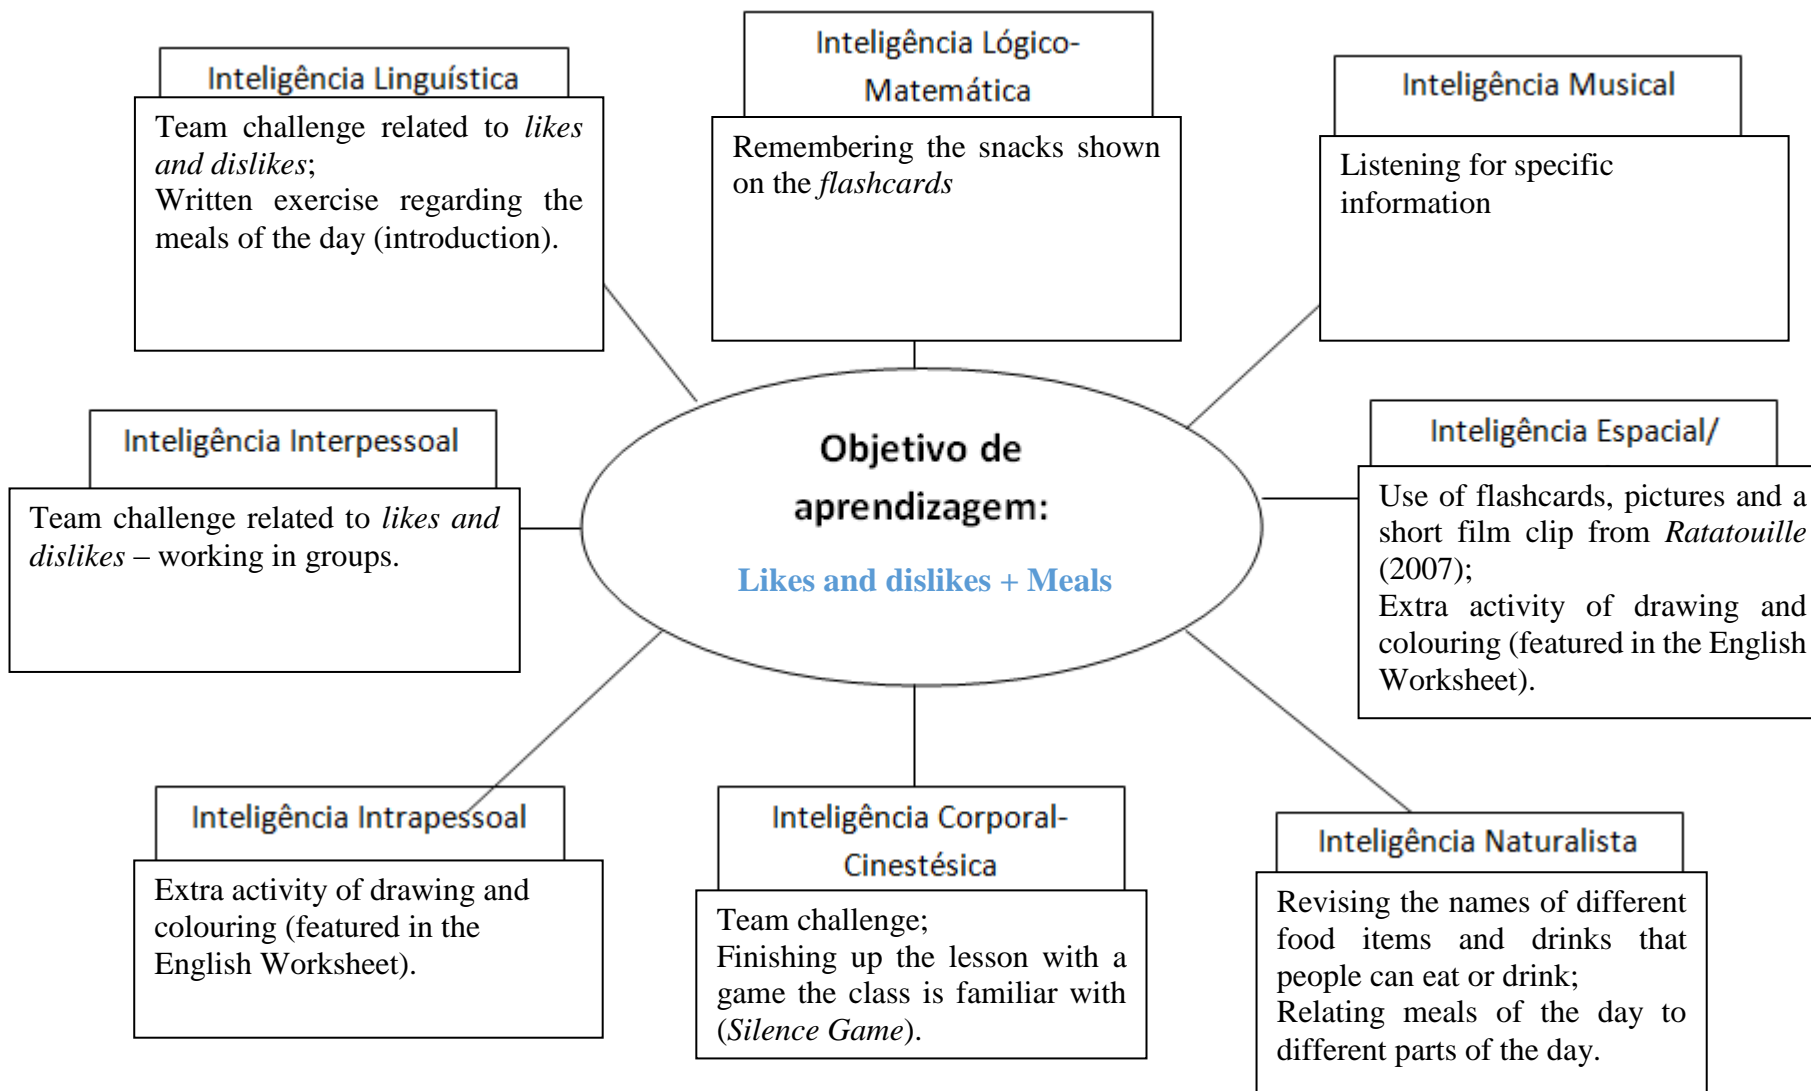 Inteligência Linguística
Team challenge related to likes
and dislikes;
Written exercise regarding the
meals of the day (introduction).
Inteligência Lógico-
Matemática
Remembering the snacks shown
on the flashcards
Inteligência Musical
Listening for specific
information
Inteligência Interpessoal
Team challenge related to likes and
dislikes – working in groups.
Objetivo de
aprendizagem:
Likes and dislikes + Meals
Inteligência Espacial/
Use of flashcards, pictures and a
short film clip from Ratatouille
(2007);
Extra activity of drawing and
colouring (featured in the English
Worksheet).
Inteligência Intrapessoal
Extra activity of drawing and
colouring (featured in the
English Worksheet).
Inteligência Corporal-
Cinestésica
Team challenge;
Finishing up the lesson with a
game the class is familiar with
(Silence Game).
Inteligência Naturalista
Revising the names of different
food items and drinks that
people can eat or drink;
Relating meals of the day to
different parts of the day.